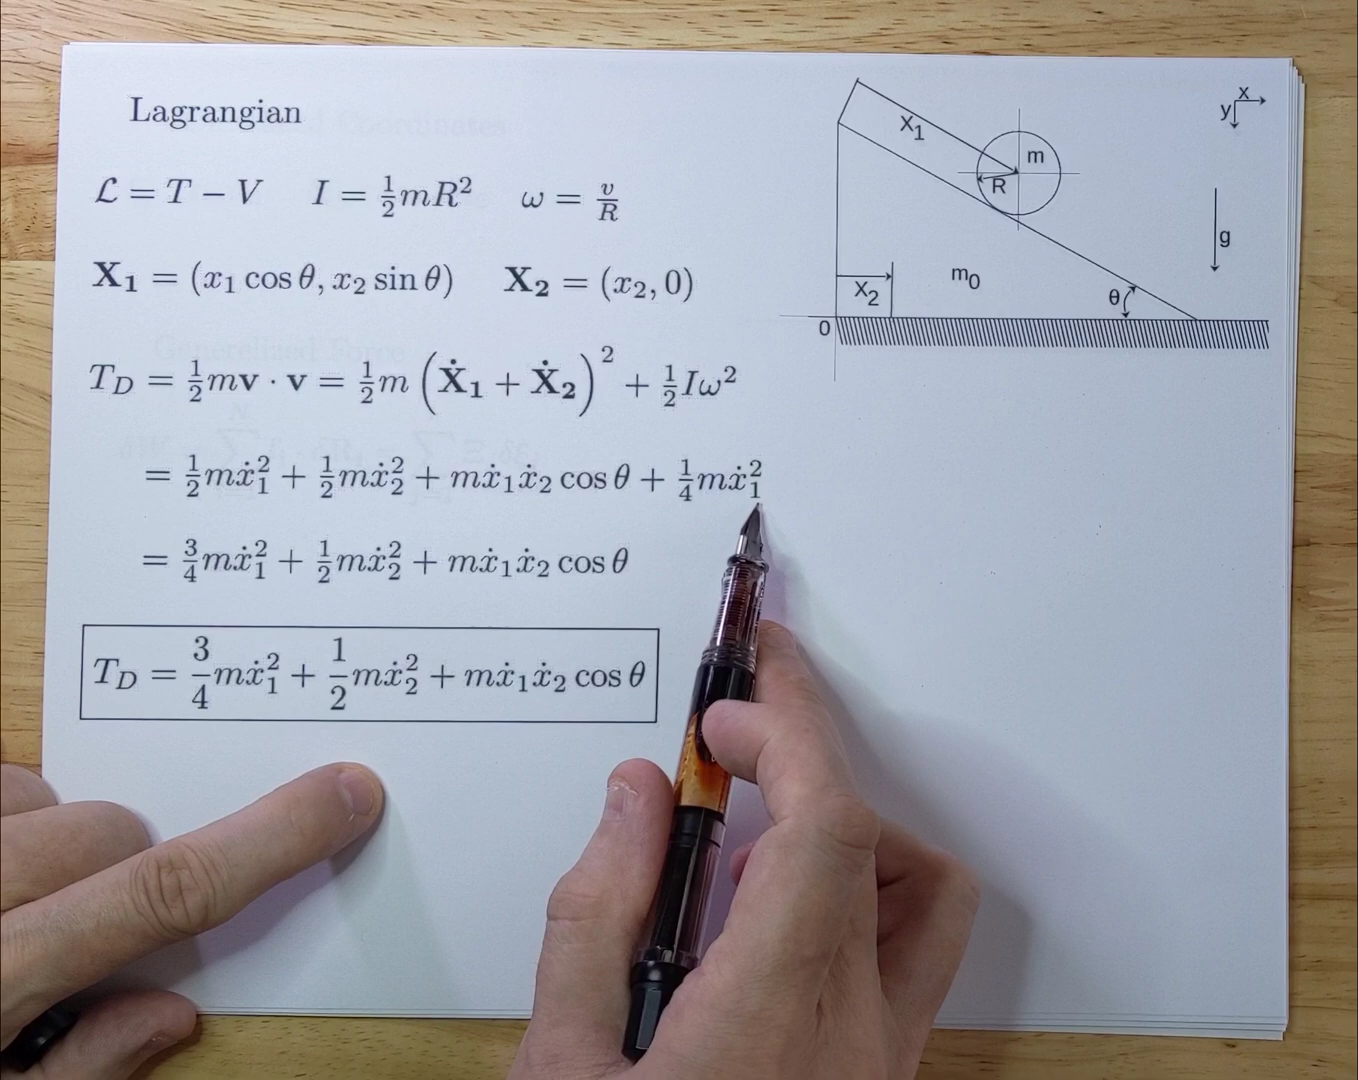 Lagrangian
ℒ = T − V   I = ½mR²   ω = v/R
X₁ = (x₁ cos θ, x₂ sin θ)   X₂ = (x₂, 0)
T_D = ½mv · v = ½m (Ẋ₁ + Ẋ₂)² + ½Iω²
= ½mẋ₁² + ½mẋ₂² + mẋ₁ẋ₂ cos θ + ¼mẋ₁²
= ¾mẋ₁² + ½mẋ₂² + mẋ₁ẋ₂ cos θ
T_D = ¾mẋ₁² + ½mẋ₂² + mẋ₁ẋ₂ cos θ
x
y
X₁
m
R
g
m₀
X₂
θ
0